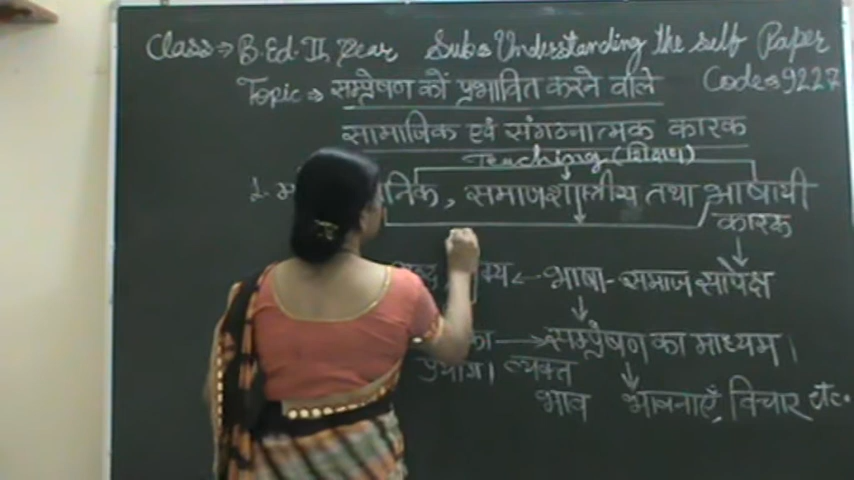 Class → B.Ed. II, Year Sub: Understanding the self Paper
Topic ⇒ सम्प्रेषण कों प्रभावित करने वाले Code: 9227
सामाजिक एवं संगठनात्मक कारक
Teaching (शिक्षण)
1. निक, समाजशास्त्रीय तथा भाषायी
कारक
← भाषा - समाज सापेक्ष
→ सम्प्रेषण का माध्यम।
प्रयोग। व्यक्त
भाव भावनाएँ, विचार etc.